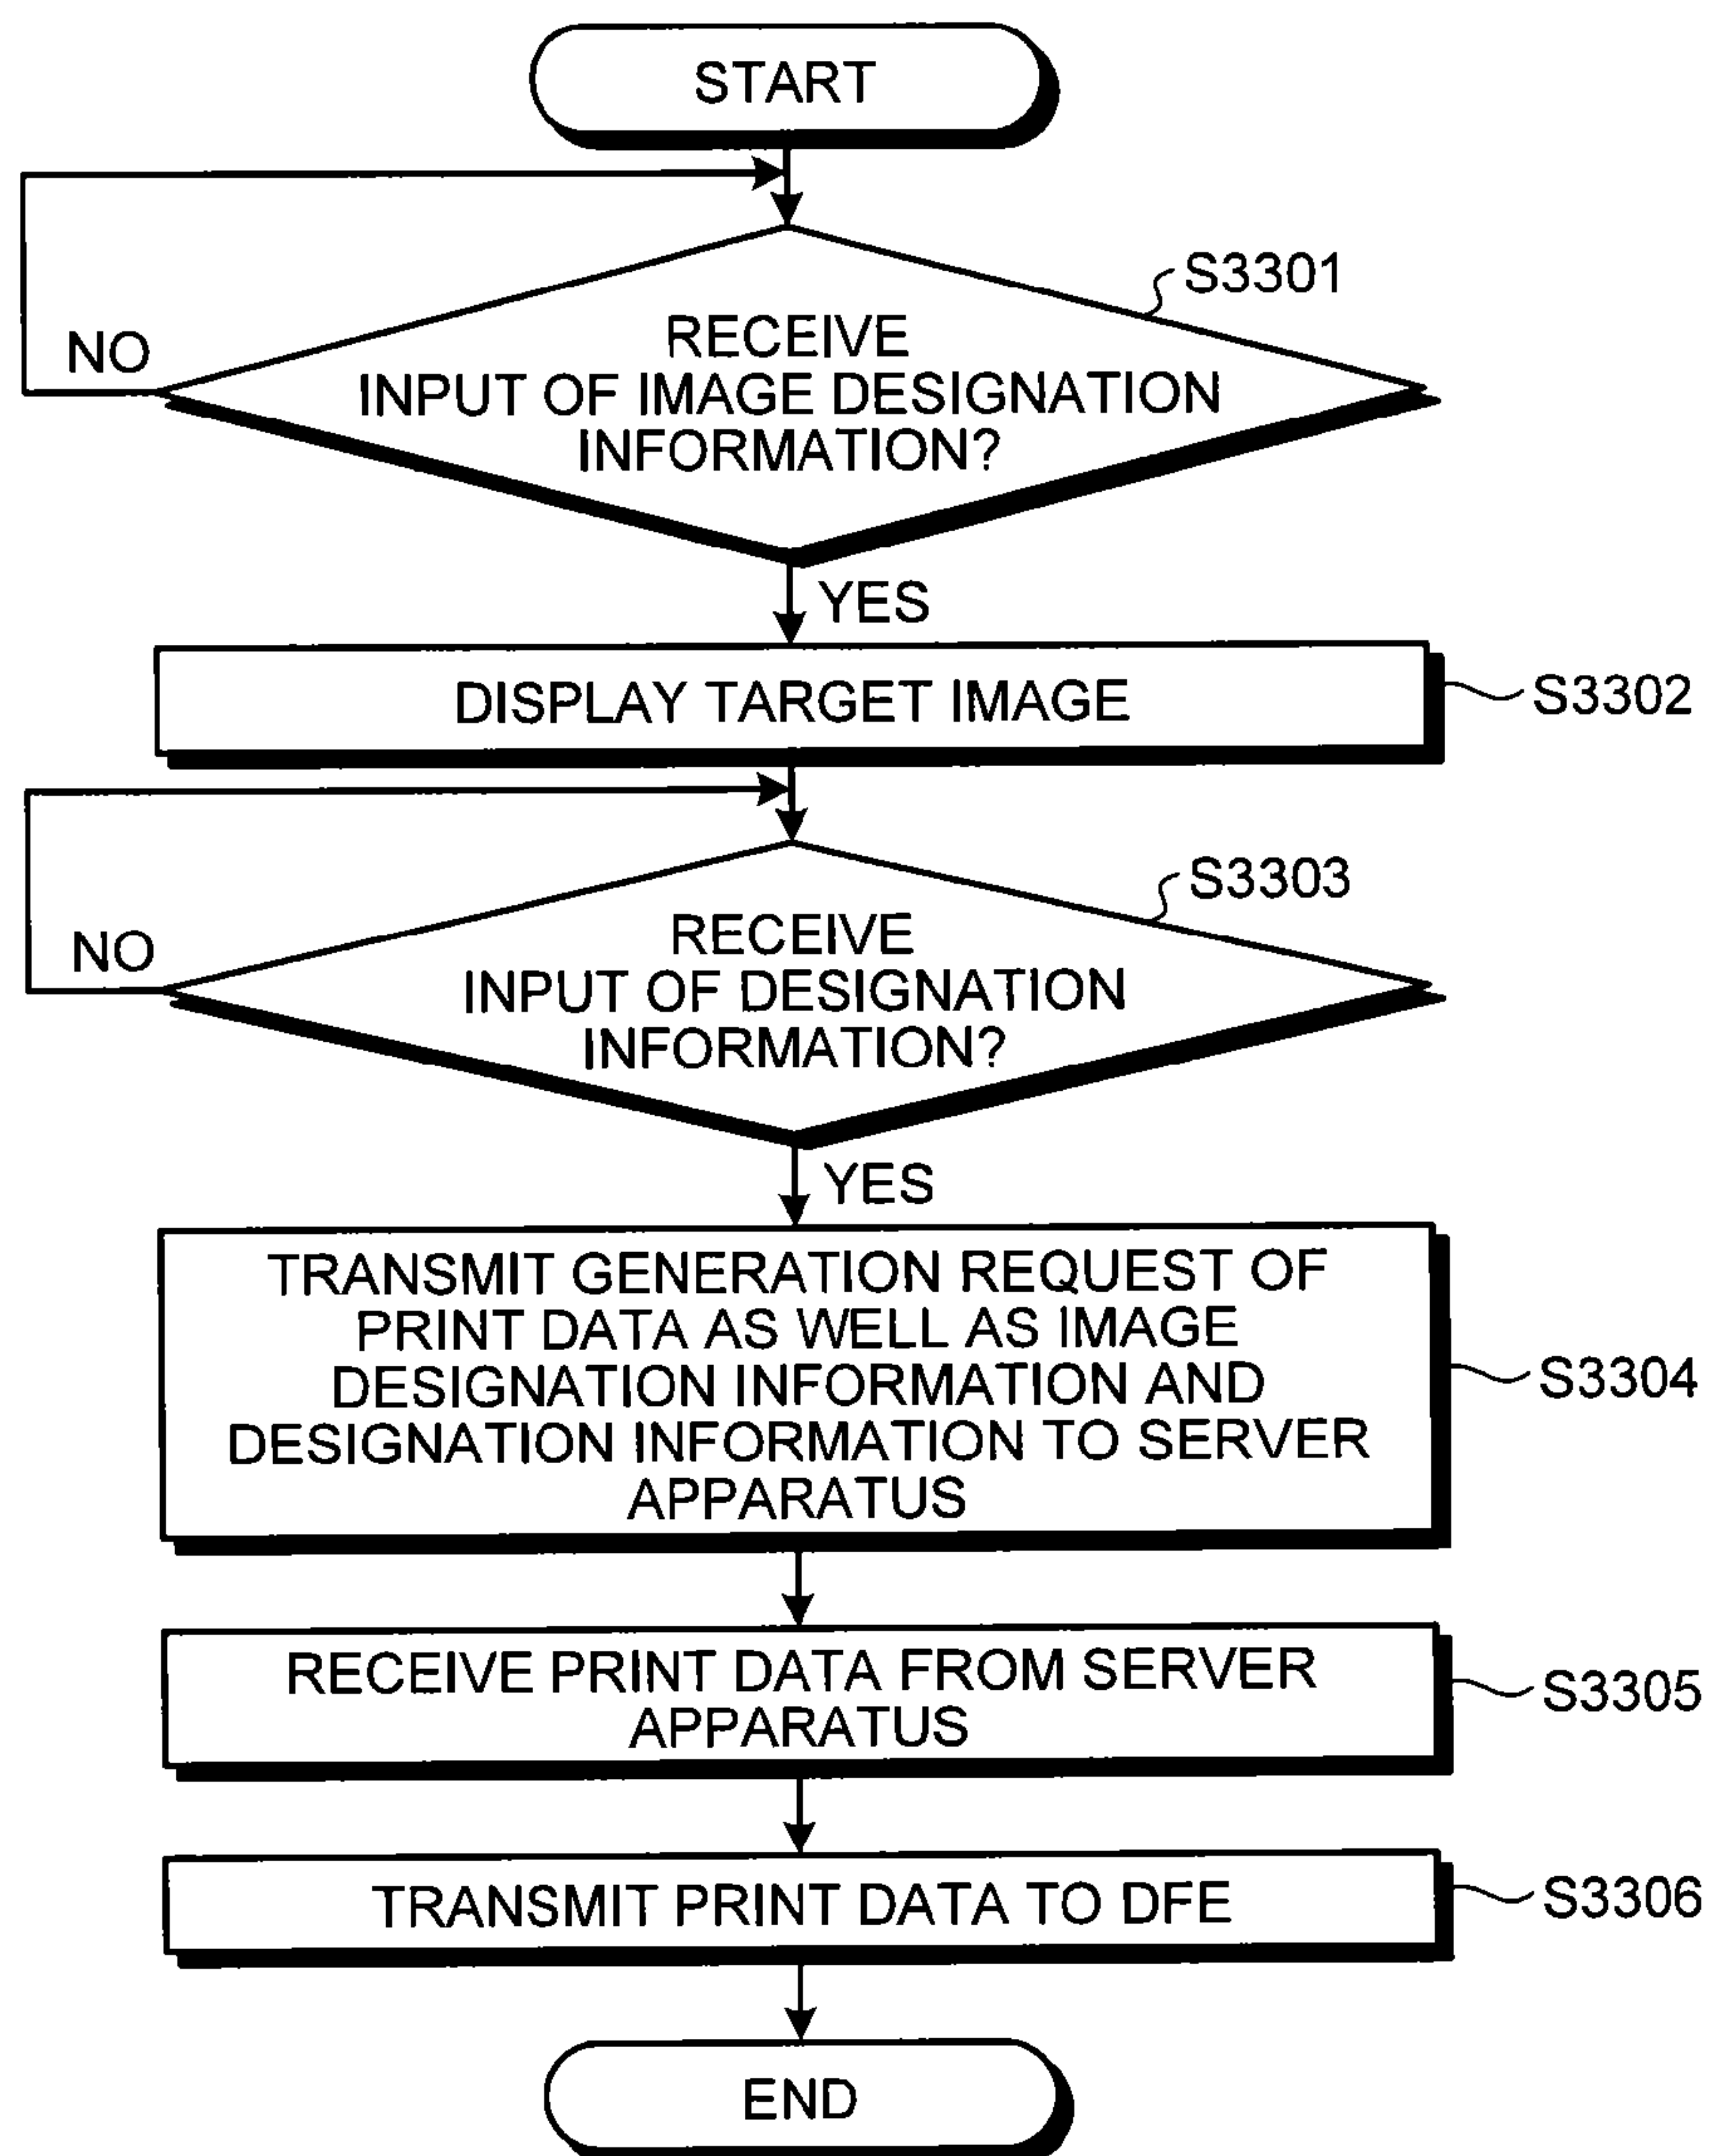 START
S3301
NO
RECEIVE
INPUT OF IMAGE DESIGNATION
INFORMATION?
YES
DISPLAY TARGET IMAGE
S3302
S3303
NO
RECEIVE
INPUT OF DESIGNATION
INFORMATION?
YES
TRANSMIT GENERATION REQUEST OF
PRINT DATA AS WELL AS IMAGE
DESIGNATION INFORMATION AND
DESIGNATION INFORMATION TO SERVER
APPARATUS
S3304
RECEIVE PRINT DATA FROM SERVER
APPARATUS
S3305
TRANSMIT PRINT DATA TO DFE
S3306
END